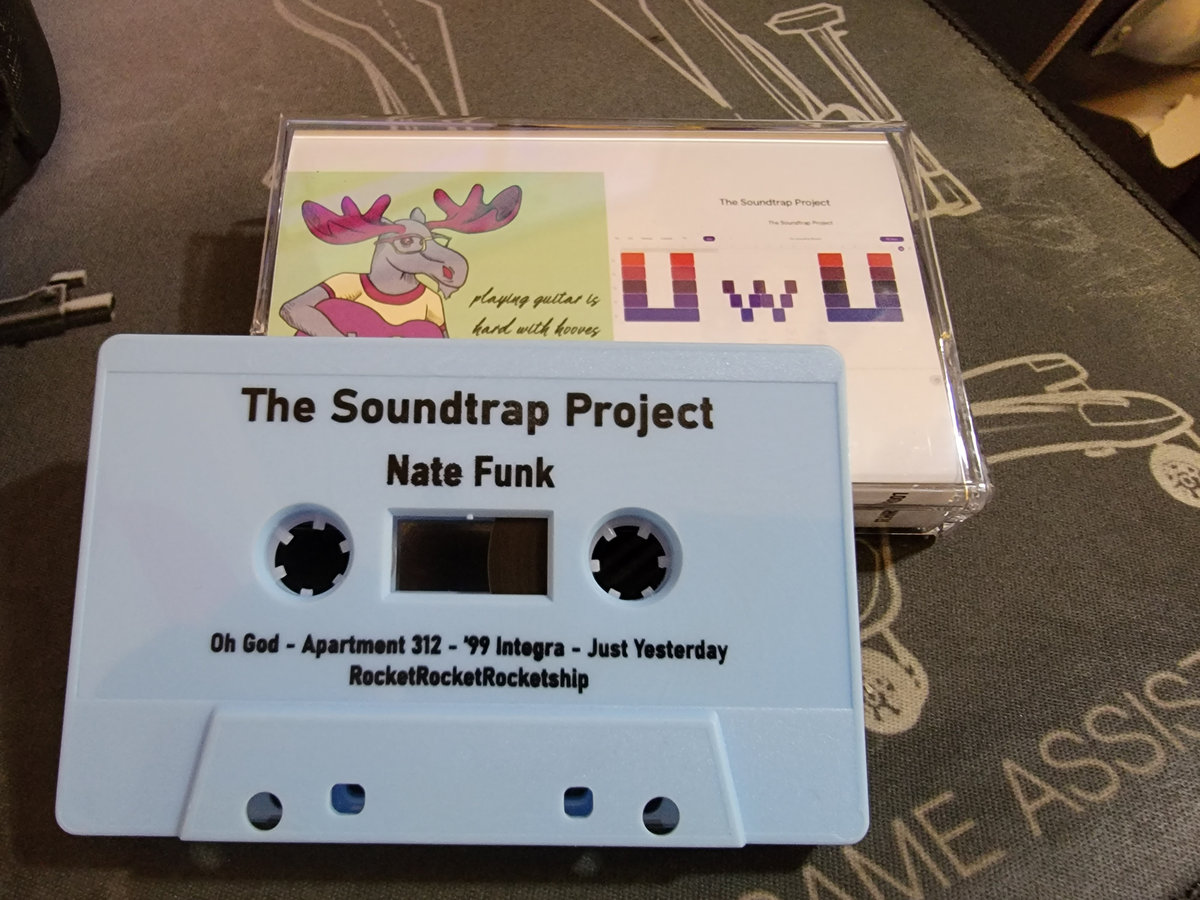 The Soundtrap Project
The Soundtrap Project
UwU
playing guitar is
hard with hooves
The Soundtrap Project
Nate Funk
Oh God - Apartment 312 - '99 Integra - Just Yesterday
RocketRocketRocketship
AME ASSIST